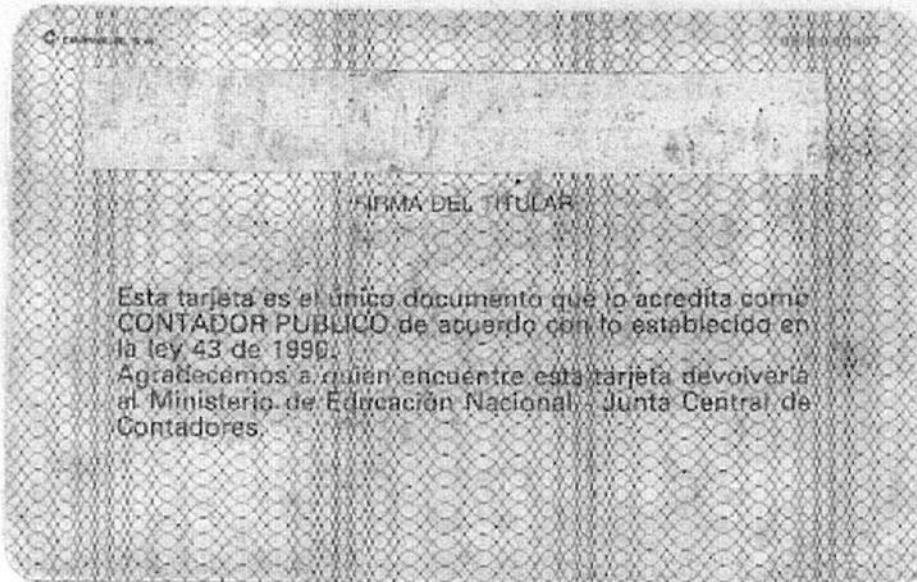 FIRMA DEL TITULAR
Esta tarjeta es el único documento que lo acredita como
CONTADOR PUBLICO de acuerdo con lo establecido en
la ley 43 de 1990.
Agradecemos a quien encuentre esta tarjeta devolverla
al Ministerio de Educación Nacional - Junta Central de
Contadores.